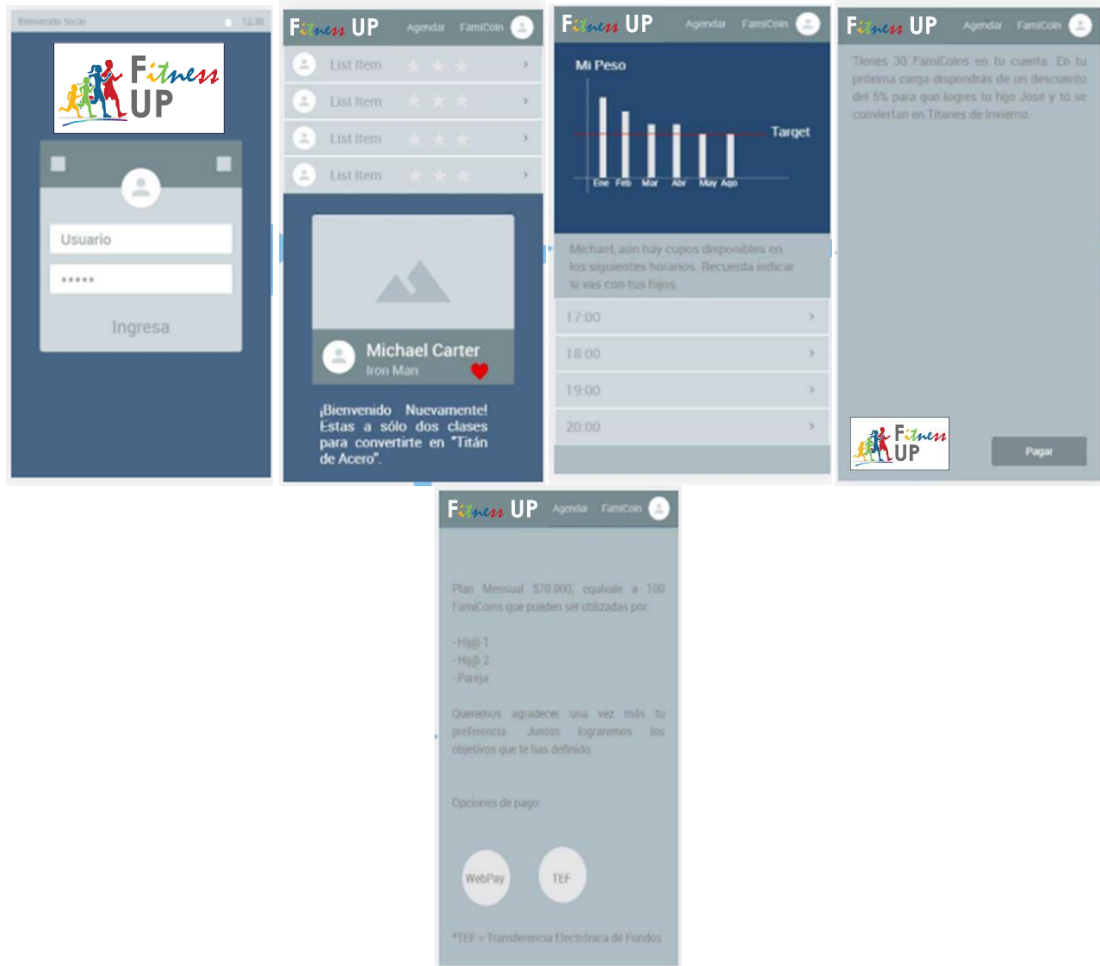 Bienvenido Socio 12:30
Fitness
UP
Usuario
*****
Ingresa
Fitness UP Agendar FamiCoin
List Item
List Item
List Item
List Item
Michael Carter
Iron Man
¡Bienvenido Nuevamente!
Estas a sólo dos clases
para convertirte en "Titán
de Acero".
Fitness UP Agendar FamiCoin
Mi Peso
Target
Ene Feb Mar Abr May Ago
Michael, aún hay cupos disponibles en
los siguientes horarios. Recuerda indicar
si vas con tus hijos.
17:00
18:00
19:00
20:00
Fitness UP Agendar FamiCoin
Tienes 30 FamiCoins en tu cuenta. En tu
próxima carga dispondrás de un descuento
del 5% para que logres tu hijo José y tú se
conviertan en Titanes de Invierno.
Fitness
UP
Pagar
Fitness UP Agendar FamiCoin
Plan Mensual $70.000, equivale a 100
FamiCoins que pueden ser utilizadas por:
- Hij@ 1
- Hij@ 2
- Pareja
Queremos agradecer una vez más tu
preferencia. Juntos lograremos los
objetivos que te has definido.
Opciones de pago:
WebPay TEF
*TEF = Transferencia Electrónica de Fondos